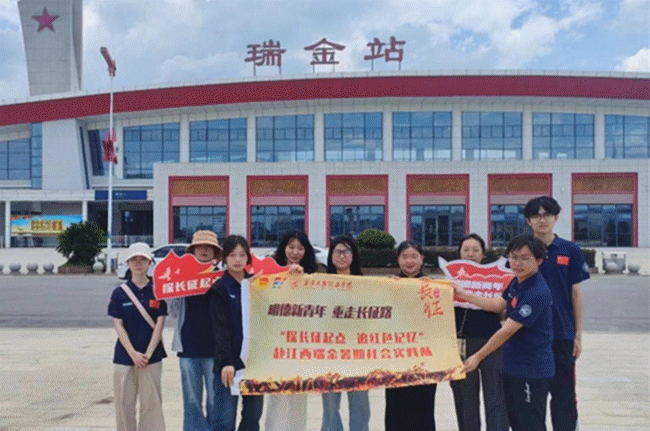 瑞金站
探长征起
长征
明德新青年 重走长征路
“探长征起点 追红色记忆”
赴江西瑞金暑期社会实践队